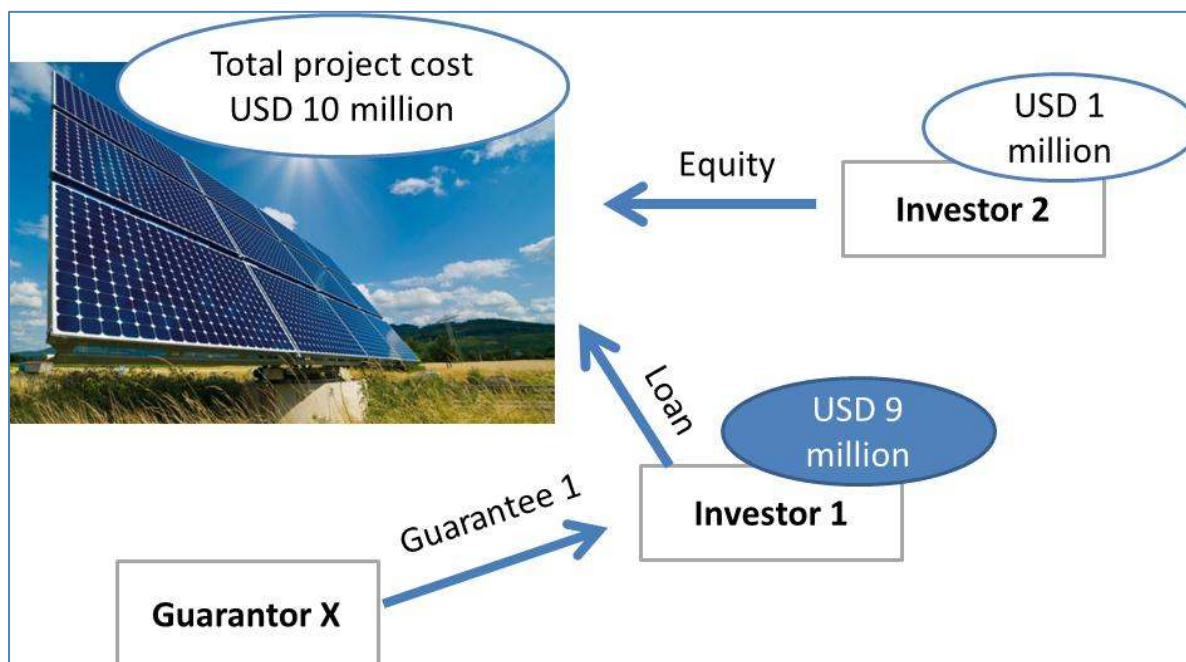 Total project cost
USD 10 million
USD 1
million
Equity
Investor 2
Loan
USD 9
million
Investor 1
Guarantee 1
Guarantor X